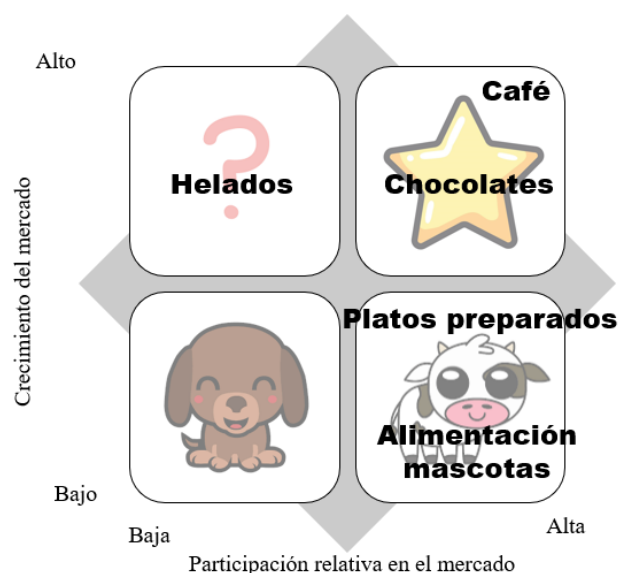 Alto
Café
?
Helados
Chocolates
Crecimiento del mercado
Platos preparados
Alimentación
mascotas
Bajo
Baja
Alta
Participación relativa en el mercado